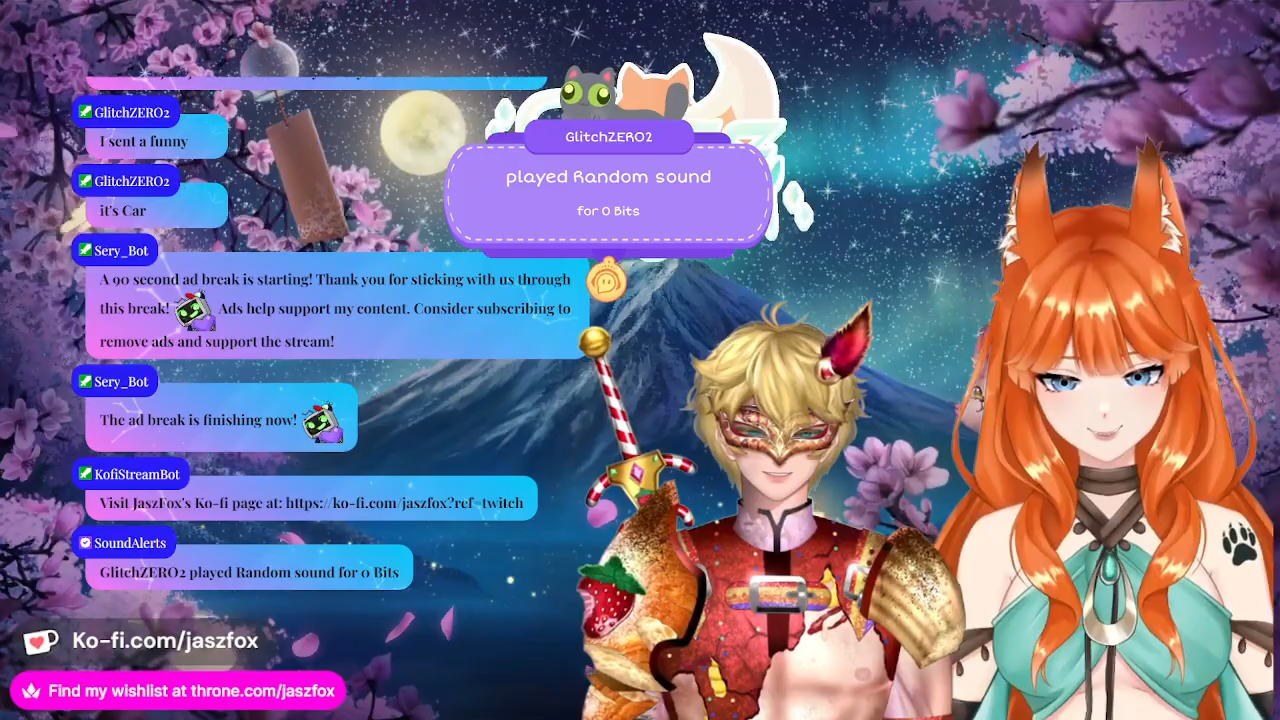 GlitchZERO2
I sent a funny
GlitchZERO2
it's Car
Sery_Bot
A 90 second ad break is starting! Thank you for sticking with us through
this break! Ads help support my content. Consider subscribing to
remove ads and support the stream!
Sery_Bot
The ad break is finishing now!
KofiStreamBot
Visit JaszFox's Ko-fi page at: https://ko-fi.com/jaszfox?ref=twitch
SoundAlerts
GlitchZERO2 played Random sound for 0 Bits
Ko-fi.com/jaszfox
Find my wishlist at throne.com/jaszfox
GlitchZERO2
played Random sound
for 0 Bits